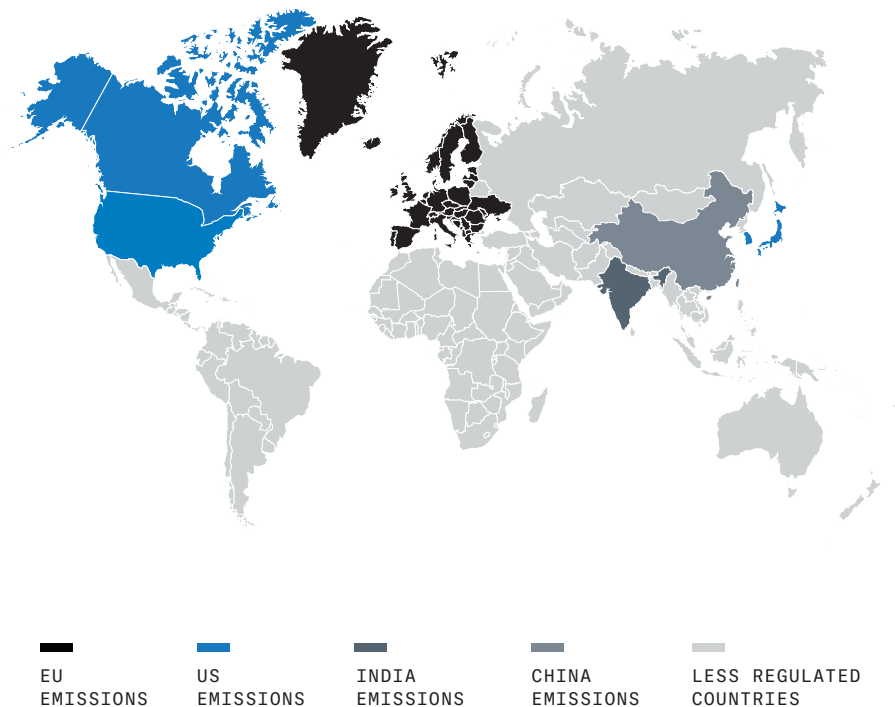 EU
EMISSIONS
US
EMISSIONS
INDIA
EMISSIONS
CHINA
EMISSIONS
LESS REGULATED
COUNTRIES